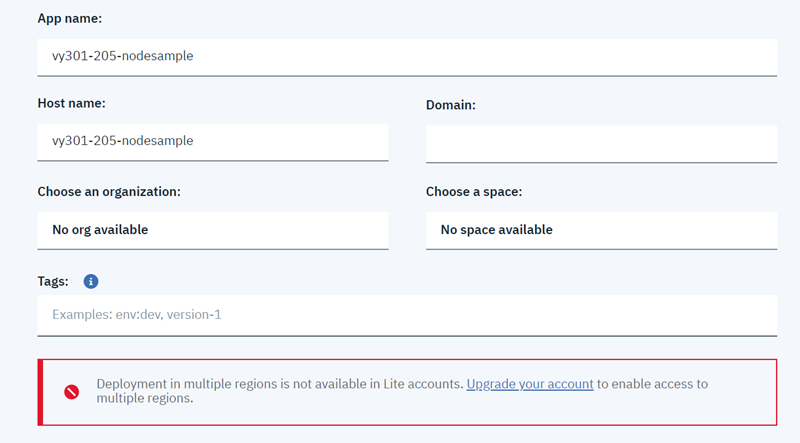 App name:
vy301-205-nodesample
Host name:
Domain:
vy301-205-nodesample
Choose an organization:
Choose a space:
No org available
No space available
Tags:
Examples: env:dev, version-1
Deployment in multiple regions is not available in Lite accounts. Upgrade your account to enable access to
multiple regions.